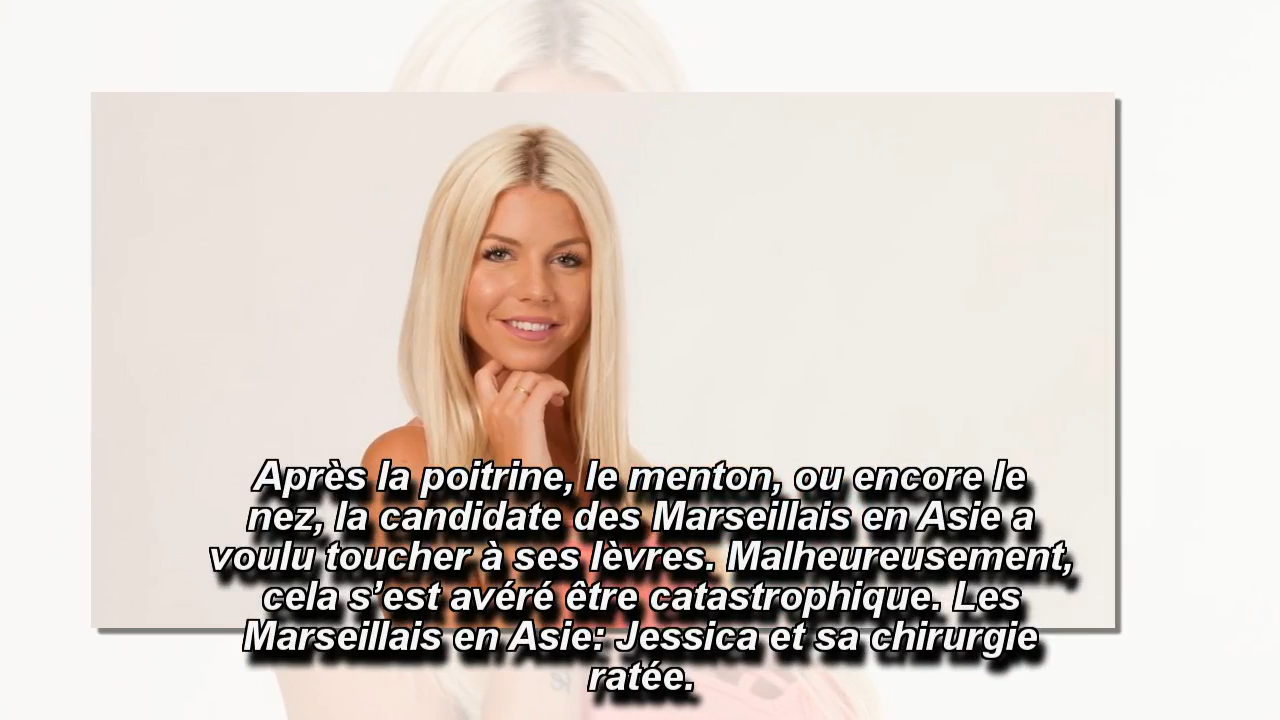 Après la poitrine, le menton, ou encore le
nez, la candidate des Marseillais en Asie a
voulu toucher à ses lèvres. Malheureusement,
cela s’est avéré être catastrophique. Les
Marseillais en Asie: Jessica et sa chirurgie
ratée.